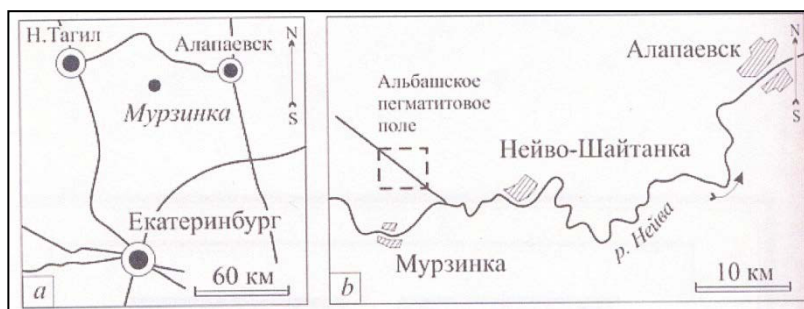 Н.Тагил
Алапаевск
N
S
Мурзинка
Екатеринбург
60 км
a
Алапаевск
N
S
Альбашское
пегматитовое
поле
Нейво-Шайтанка
р. Нейва
Мурзинка
10 км
b